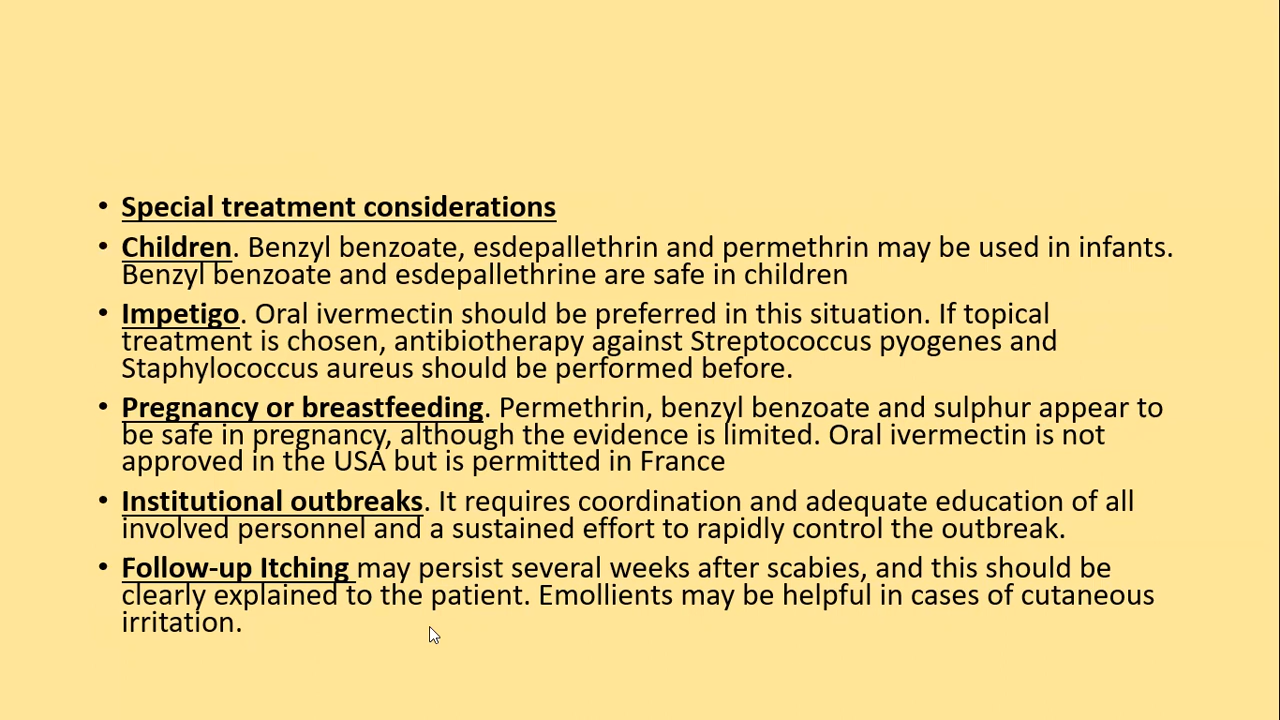 • Special treatment considerations
• Children. Benzyl benzoate, esdepallethrin and permethrin may be used in infants.
Benzyl benzoate and esdepallethrine are safe in children
• Impetigo. Oral ivermectin should be preferred in this situation. If topical
treatment is chosen, antibiotherapy against Streptococcus pyogenes and
Staphylococcus aureus should be performed before.
• Pregnancy or breastfeeding. Permethrin, benzyl benzoate and sulphur appear to
be safe in pregnancy, although the evidence is limited. Oral ivermectin is not
approved in the USA but is permitted in France
• Institutional outbreaks. It requires coordination and adequate education of all
involved personnel and a sustained effort to rapidly control the outbreak.
• Follow-up Itching may persist several weeks after scabies, and this should be
clearly explained to the patient. Emollients may be helpful in cases of cutaneous
irritation.